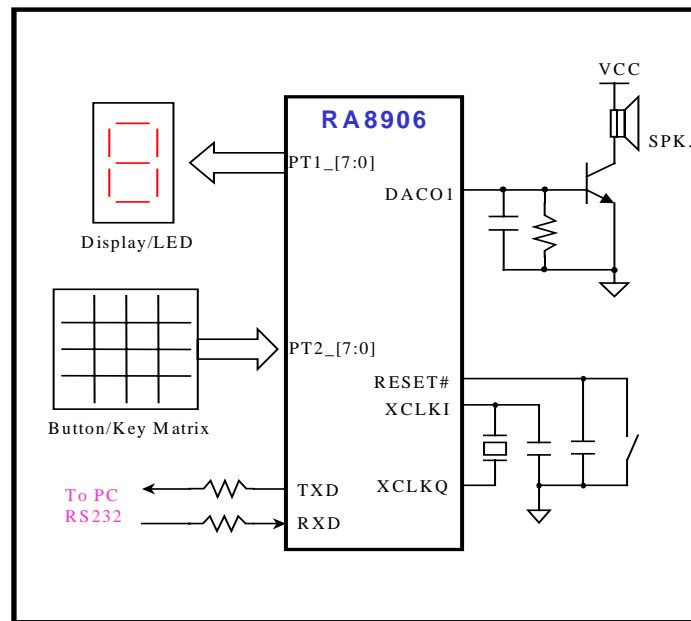 VCC
RA8906
SPK.
PT1_[7:0]
DACO1
Display/LED
PT2_[7:0]
RESET#
XCLKI
Button/Key Matrix
To PC
RS232
TXD
XCLKQ
RXD